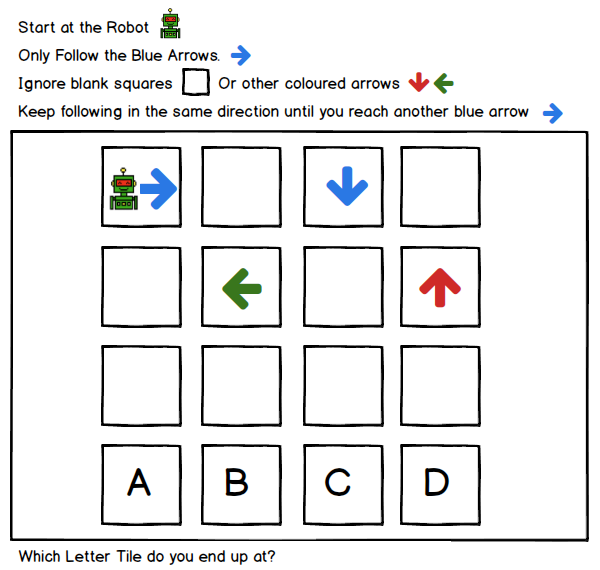 Start at the Robot
Only Follow the Blue Arrows.
Ignore blank squares Or other coloured arrows
Keep following in the same direction until you reach another blue arrow
A B C D
Which Letter Tile do you end up at?